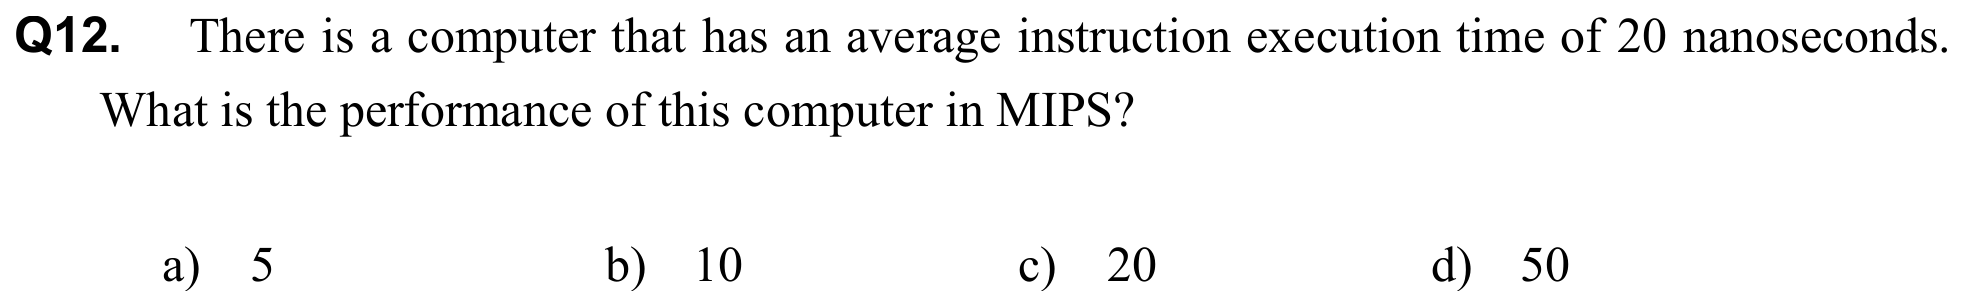 Q12. There is a computer that has an average instruction execution time of 20 nanoseconds.
What is the performance of this computer in MIPS?
a) 5 b) 10 c) 20 d) 50